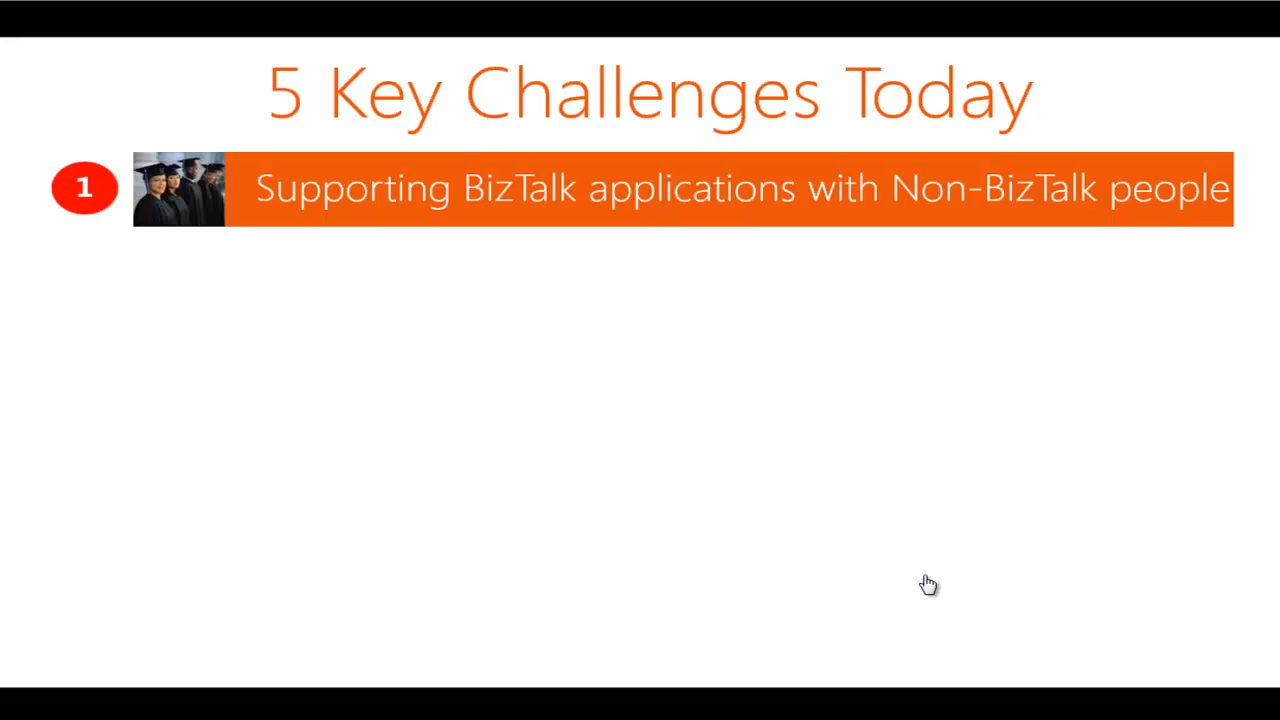 5 Key Challenges Today
1
Supporting BizTalk applications with Non-BizTalk people